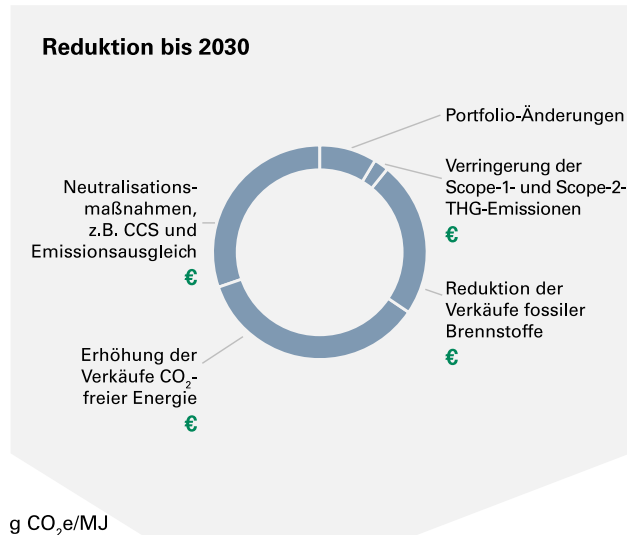 Reduktion bis 2030
Portfolio-Änderungen
Verringerung der
Scope-1- und Scope-2-
THG-Emissionen
€
Reduktion der
Verkäufe fossiler
Brennstoffe
€
Neutralisations-
maßnahmen,
z.B. CCS und
Emissionsausgleich
€
Erhöhung der
Verkäufe CO₂-
freier Energie
€
g CO₂e/MJ